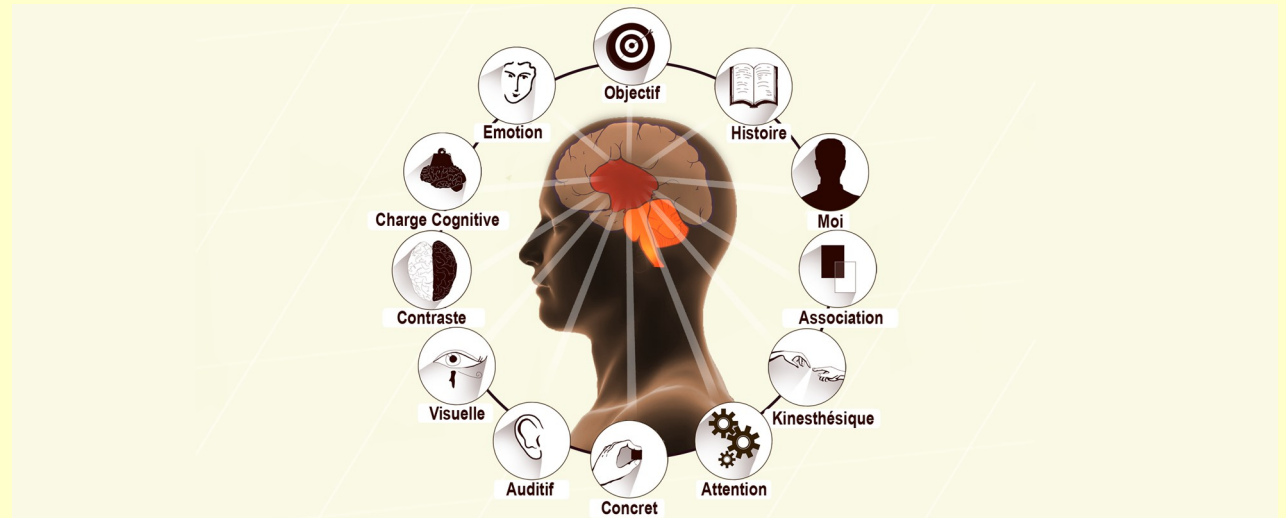 Objectif
Emotion
Histoire
Charge Cognitive
Moi
Contraste
Association
Visuelle
Kinesthésique
Auditif
Attention
Concret